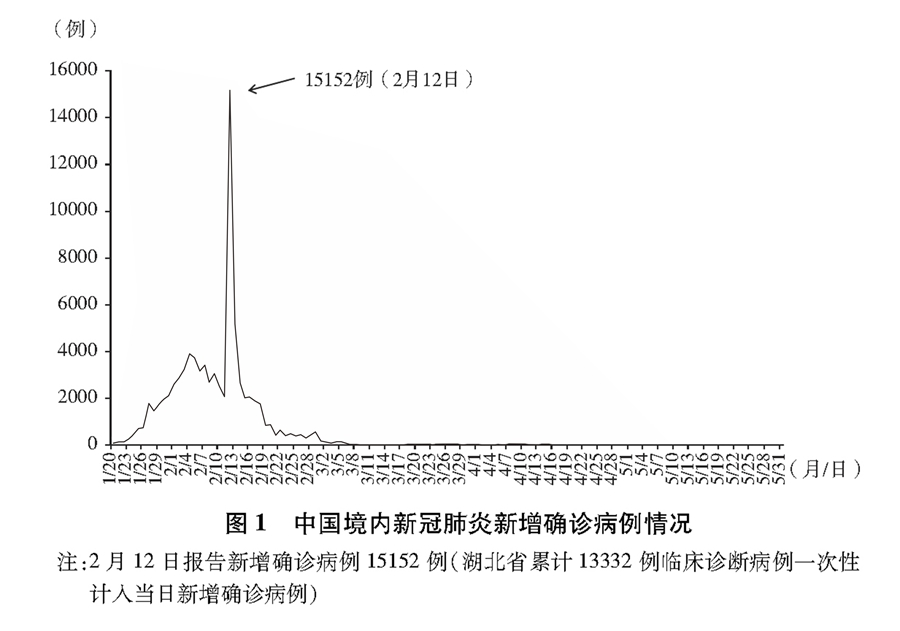 （例）
16000
15152例（2月12日）
14000
12000
10000
8000
6000
4000
2000
0
1/20 1/23 1/26 1/29 2/1 2/4 2/7 2/10 2/13 2/16 2/19 2/22 2/25 2/28 3/2 3/5 3/8 3/11 3/14 3/17 3/20 3/23 3/26 3/29 4/1 4/4 4/7 4/10 4/13 4/16 4/19 4/22 4/25 4/28 5/1 5/4 5/7 5/10 5/13 5/16 5/19 5/22 5/25 5/28 5/31（月/日）
图1 中国境内新冠肺炎新增确诊病例情况
注：2月12日报告新增确诊病例15152例（湖北省累计13332例临床诊断病例一次性
计入当日新增确诊病例）